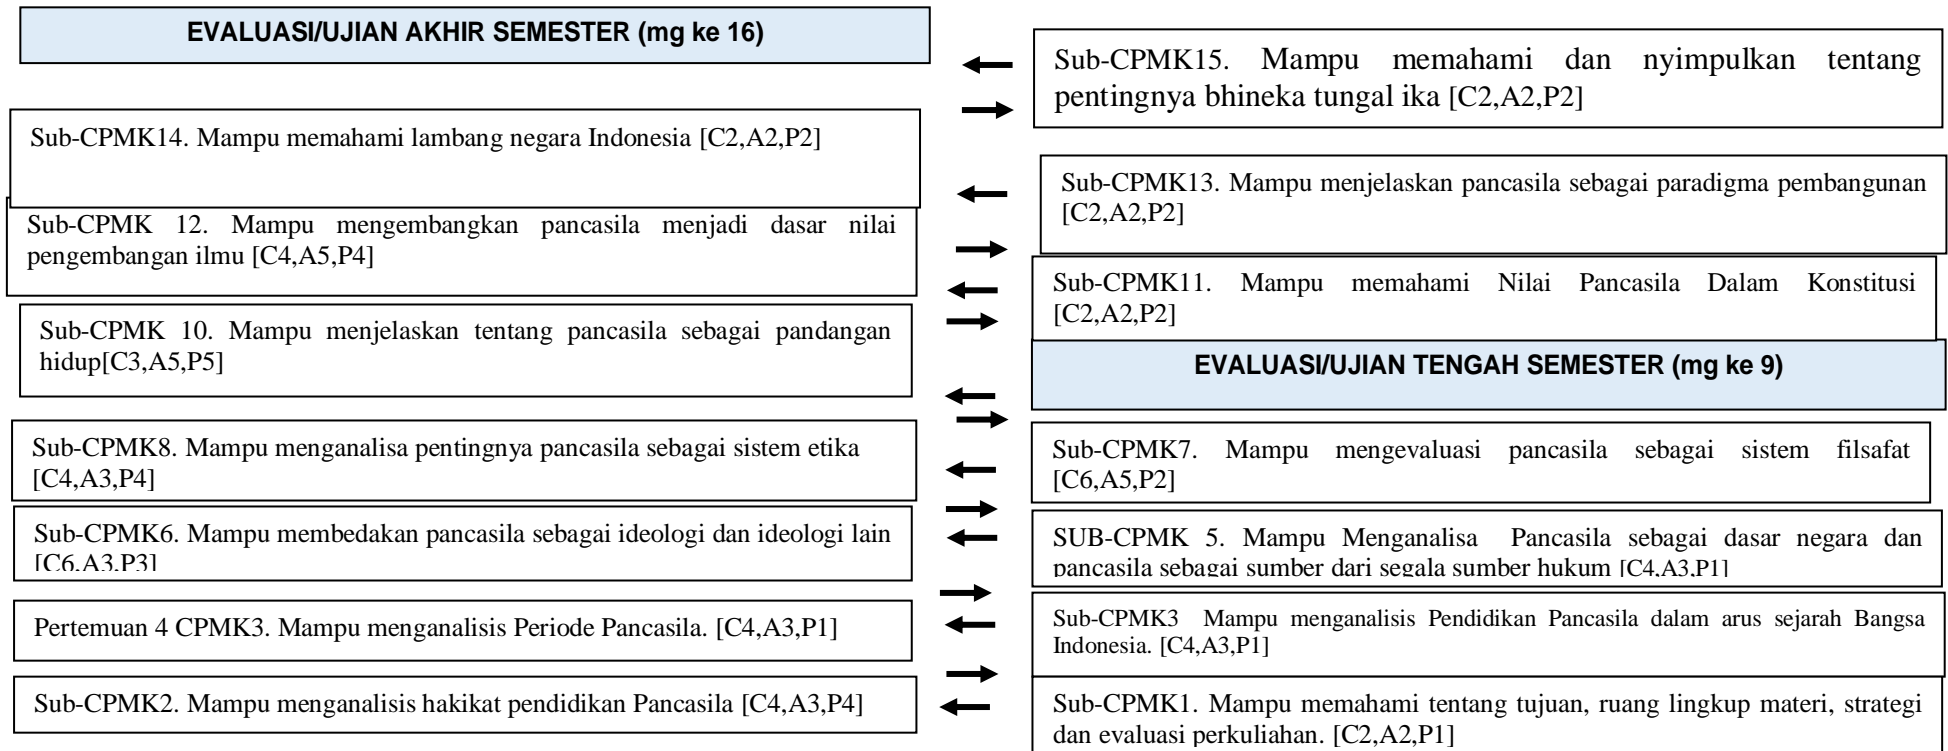 EVALUASI/UJIAN AKHIR SEMESTER (mg ke 16)
Sub-CPMK15. Mampu memahami dan nyimpulkan tentang
pentingnya bhineka tungal ika [C2,A2,P2]
Sub-CPMK14. Mampu memahami lambang negara Indonesia [C2,A2,P2]
Sub-CPMK13. Mampu menjelaskan pancasila sebagai paradigma pembangunan
[C2,A2,P2]
Sub-CPMK 12. Mampu mengembangkan pancasila menjadi dasar nilai
pengembangan ilmu [C4,A5,P4]
Sub-CPMK11. Mampu memahami Nilai Pancasila Dalam Konstitusi
[C2,A2,P2]
Sub-CPMK 10. Mampu menjelaskan tentang pancasila sebagai pandangan
hidup[C3,A5,P5]
EVALUASI/UJIAN TENGAH SEMESTER (mg ke 9)
Sub-CPMK8. Mampu menganalisa pentingnya pancasila sebagai sistem etika
[C4,A3,P4]
Sub-CPMK7. Mampu mengevaluasi pancasila sebagai sistem filsafat
[C6,A5,P2]
Sub-CPMK6. Mampu membedakan pancasila sebagai ideologi dan ideologi lain
[C6,A3,P3]
SUB-CPMK 5. Mampu Menganalisa Pancasila sebagai dasar negara dan
pancasila sebagai sumber dari segala sumber hukum [C4,A3,P1]
Pertemuan 4 CPMK3. Mampu menganalisis Periode Pancasila. [C4,A3,P1]
Sub-CPMK3 Mampu menganalisis Pendidikan Pancasila dalam arus sejarah Bangsa
Indonesia. [C4,A3,P1]
Sub-CPMK2. Mampu menganalisis hakikat pendidikan Pancasila [C4,A3,P4]
Sub-CPMK1. Mampu memahami tentang tujuan, ruang lingkup materi, strategi
dan evaluasi perkuliahan. [C2,A2,P1]